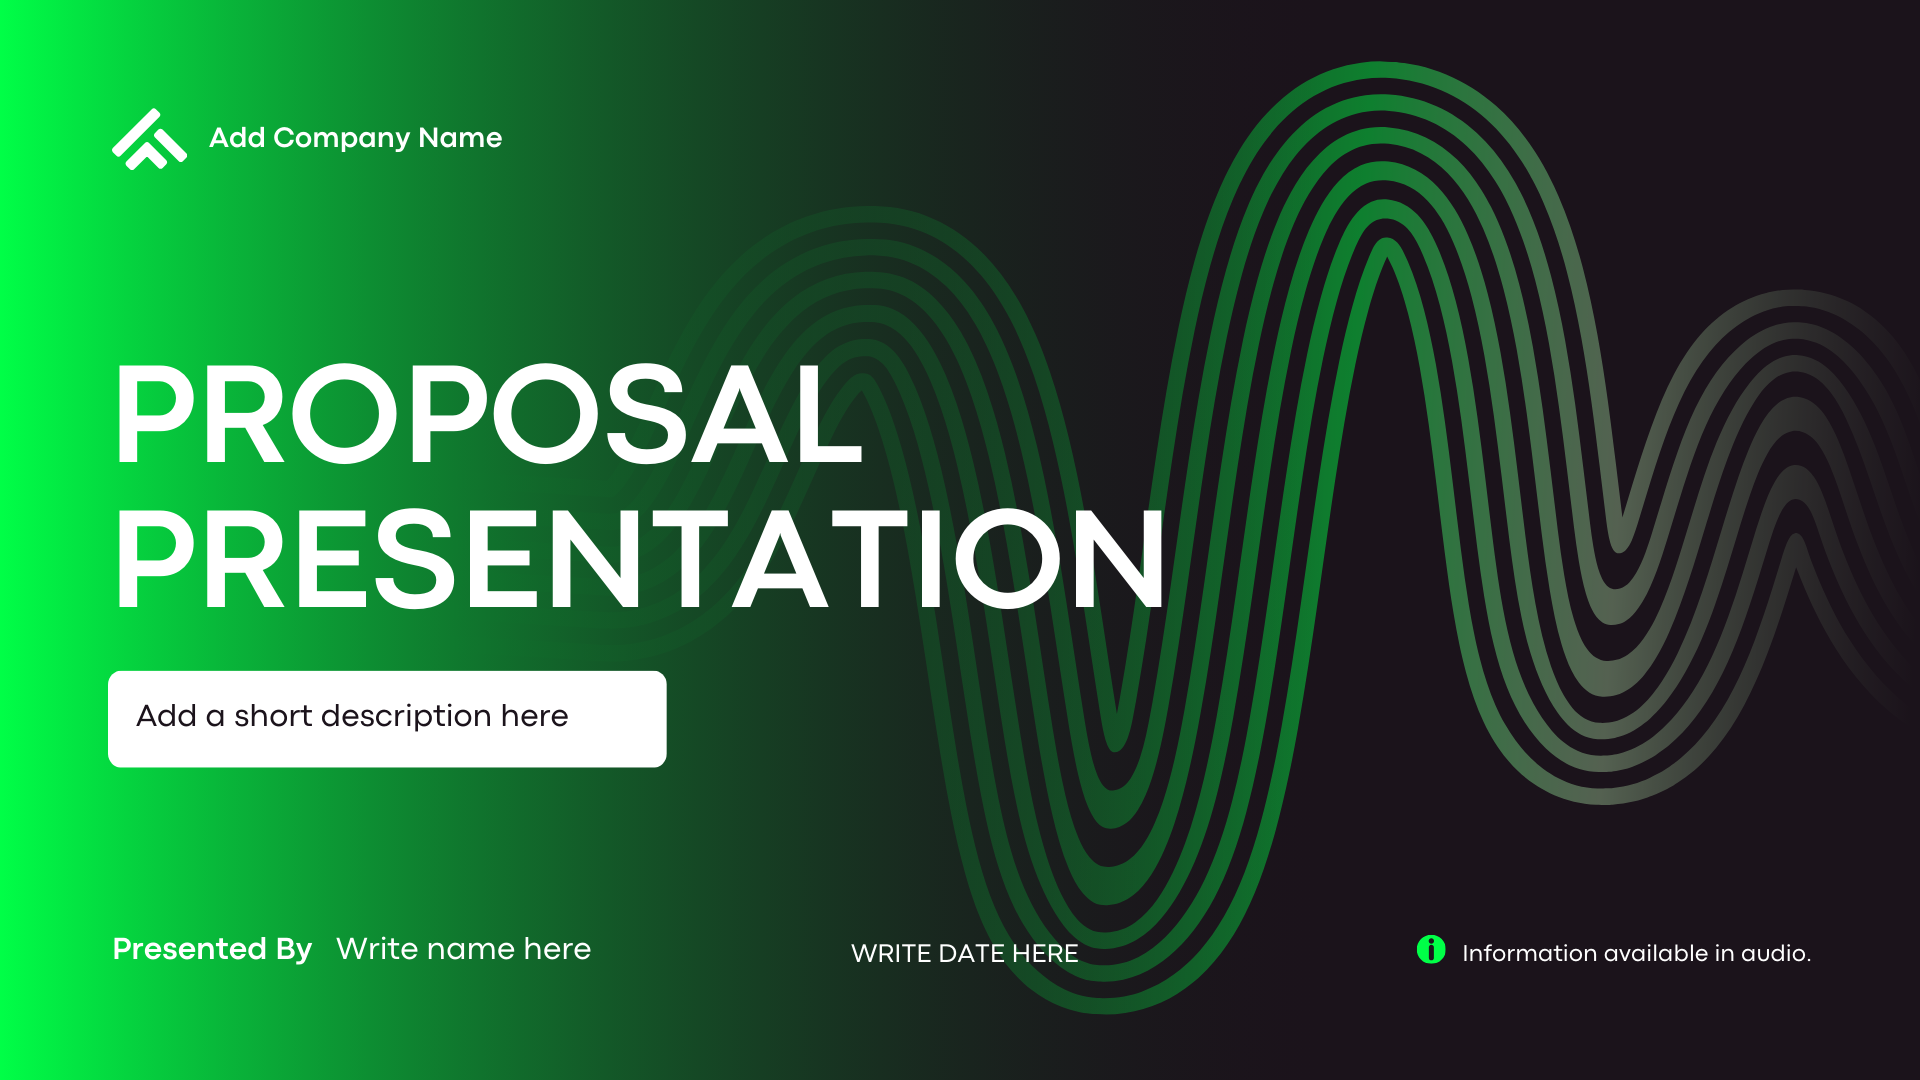 Add Company Name
PROPOSAL
PRESENTATION
Add a short description here
Presented By Write name here
WRITE DATE HERE
Information available in audio.